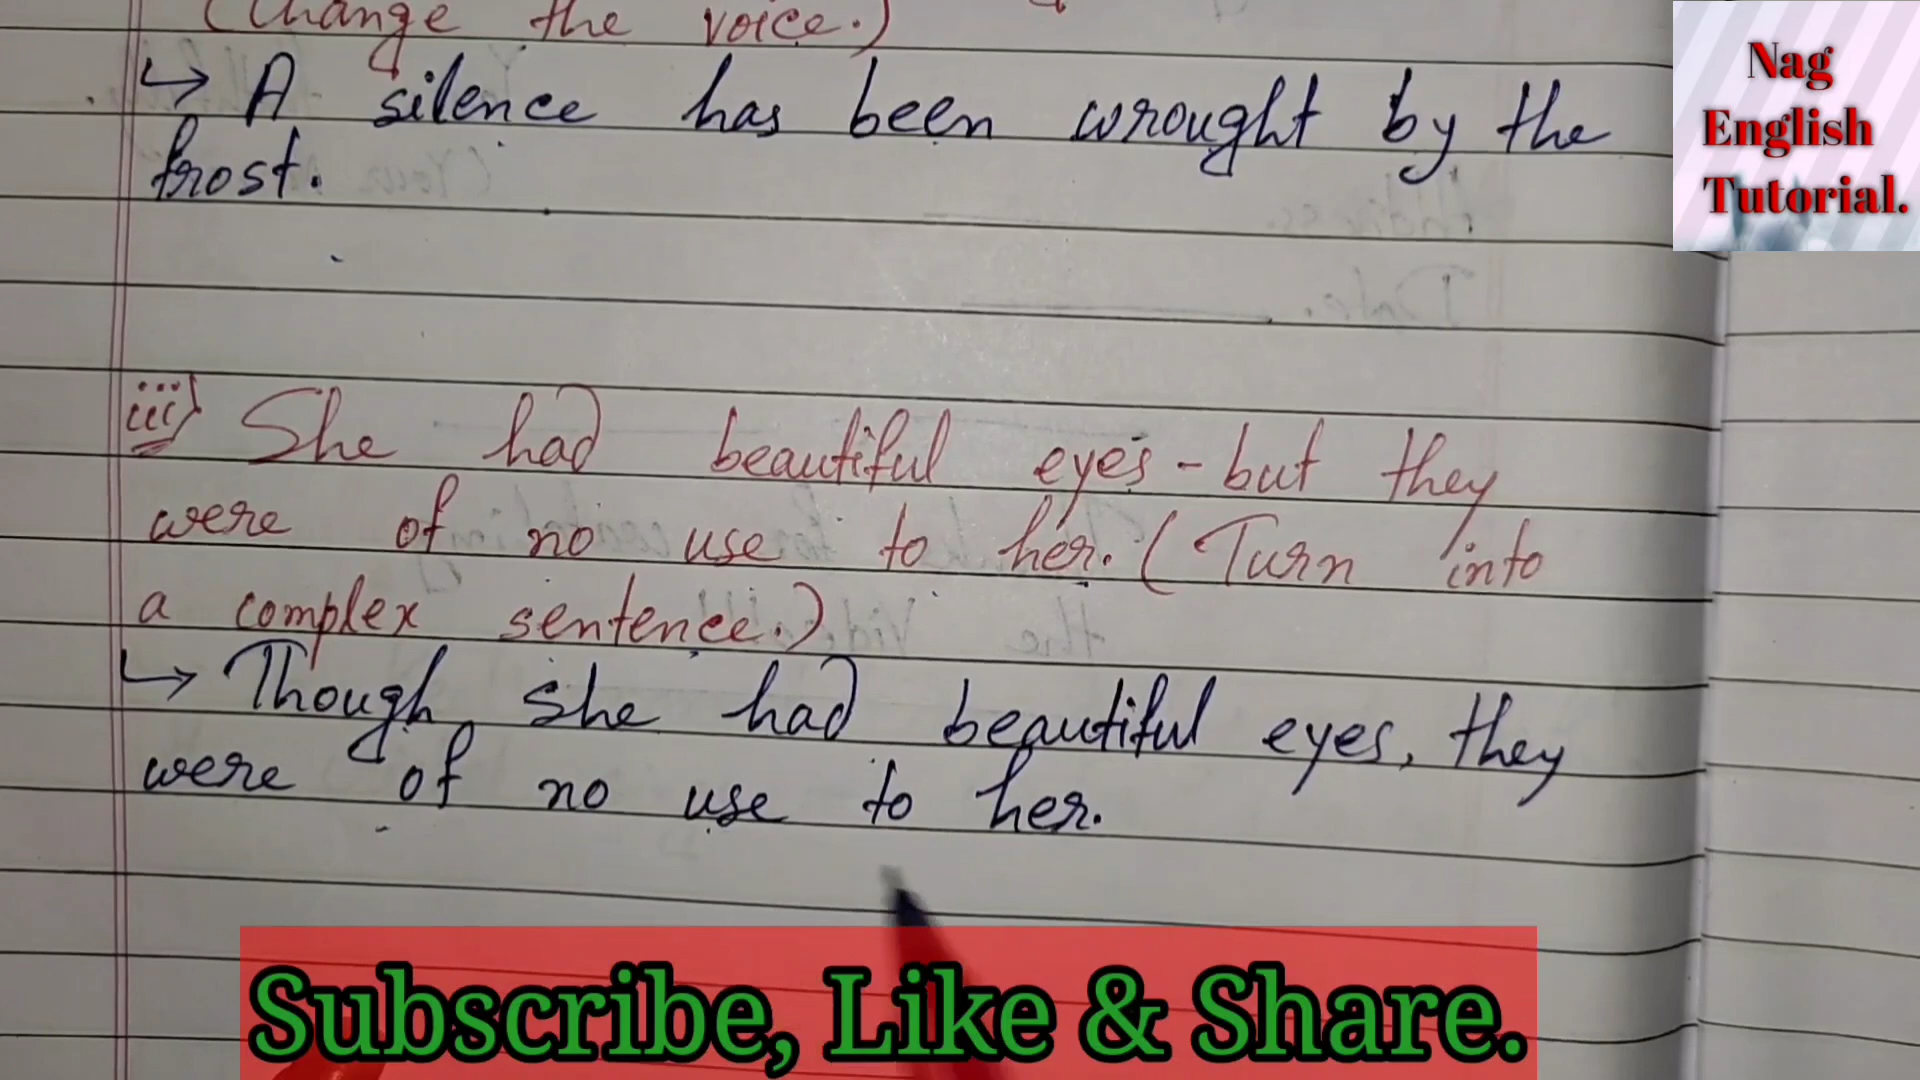 (Change the voice.)
↳ A silence has been wrought by the
frost.
iii) She had beautiful eyes - but they
were of no use to her. (Turn into
a complex sentence.)
↳ Though she had beautiful eyes, they
were of no use to her.
Nag
English
Tutorial.
Subscribe, Like & Share.